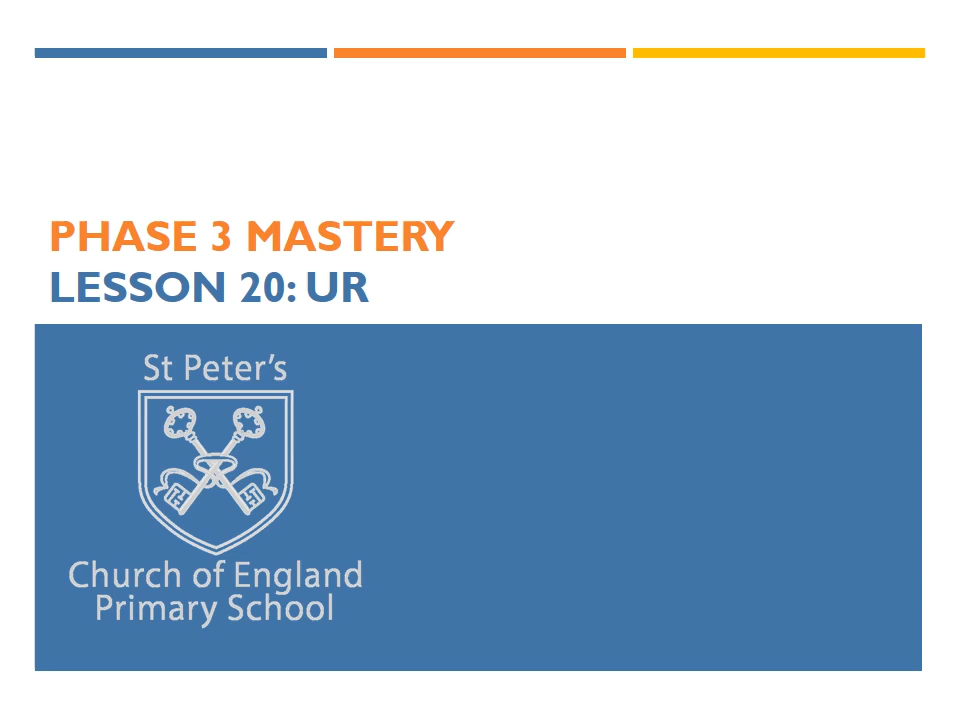 PHASE 3 MASTERY
LESSON 20: UR
St Peter's
Church of England
Primary School